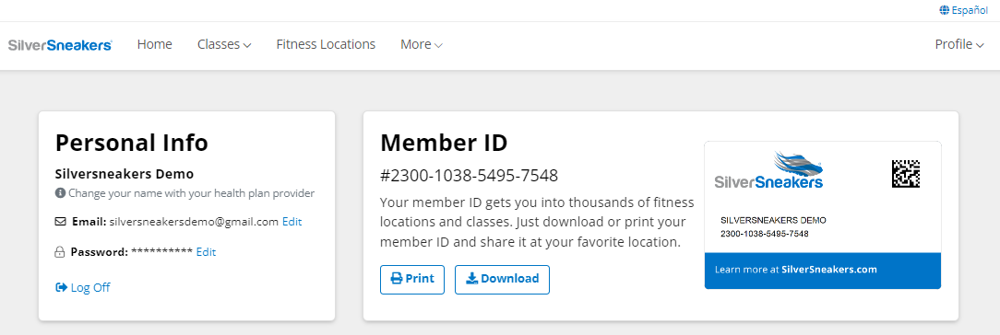 Español
SilverSneakers Home Classes Fitness Locations More Profile
Personal Info
Silversneakers Demo
Change your name with your health plan provider
Email: silversneakersdemo@gmail.com Edit
Password: ********** Edit
Log Off
Member ID
#2300-1038-5495-7548
Your member ID gets you into thousands of fitness
locations and classes. Just download or print your
member ID and share it at your favorite location.
Print Download
SilverSneakers
SILVERSNEAKERS DEMO
2300-1038-5495-7548
Learn more at SilverSneakers.com